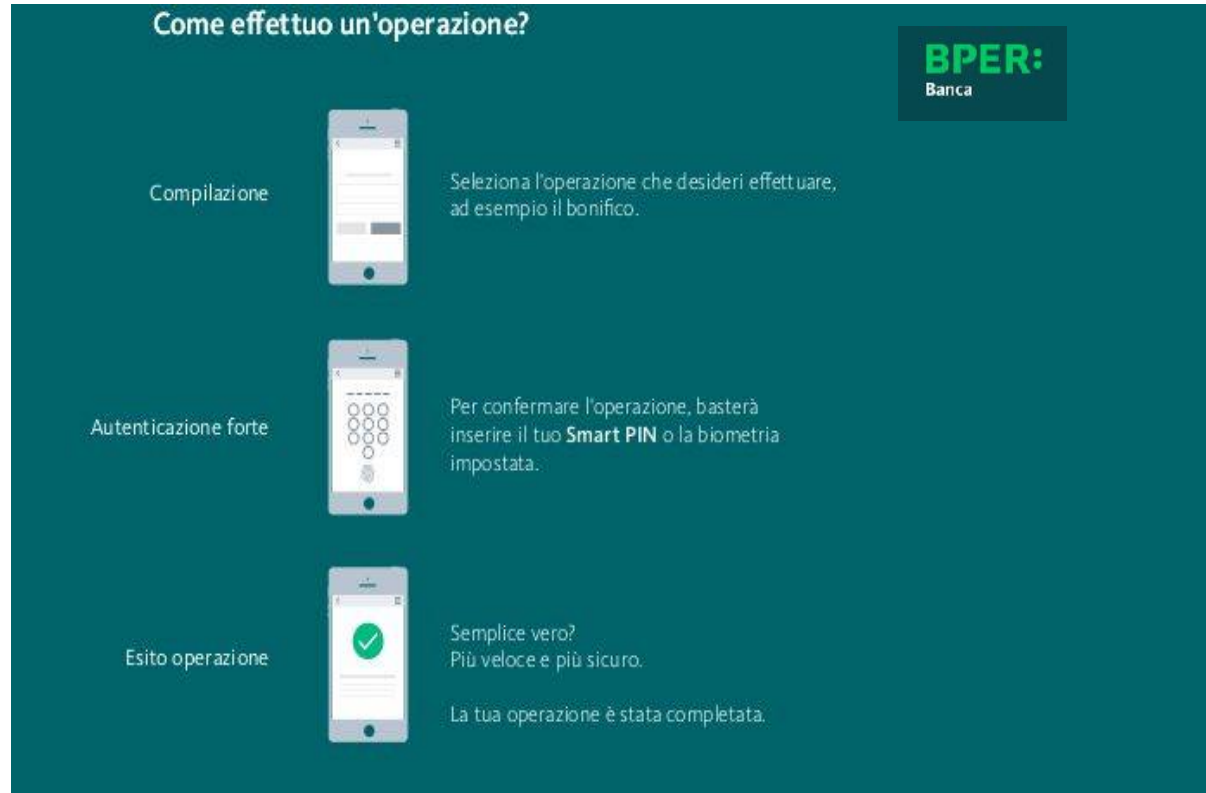 Come effettuo un'operazione?
BPER:
Banca
Compilazione
Seleziona l'operazione che desideri effettuare,
ad esempio il bonifico.
Autenticazione forte
Per confermare l'operazione, basterà
inserire il tuo Smart PIN o la biometria
impostata.
Esito operazione
Semplice vero?
Più veloce e più sicuro.
La tua operazione è stata completata.